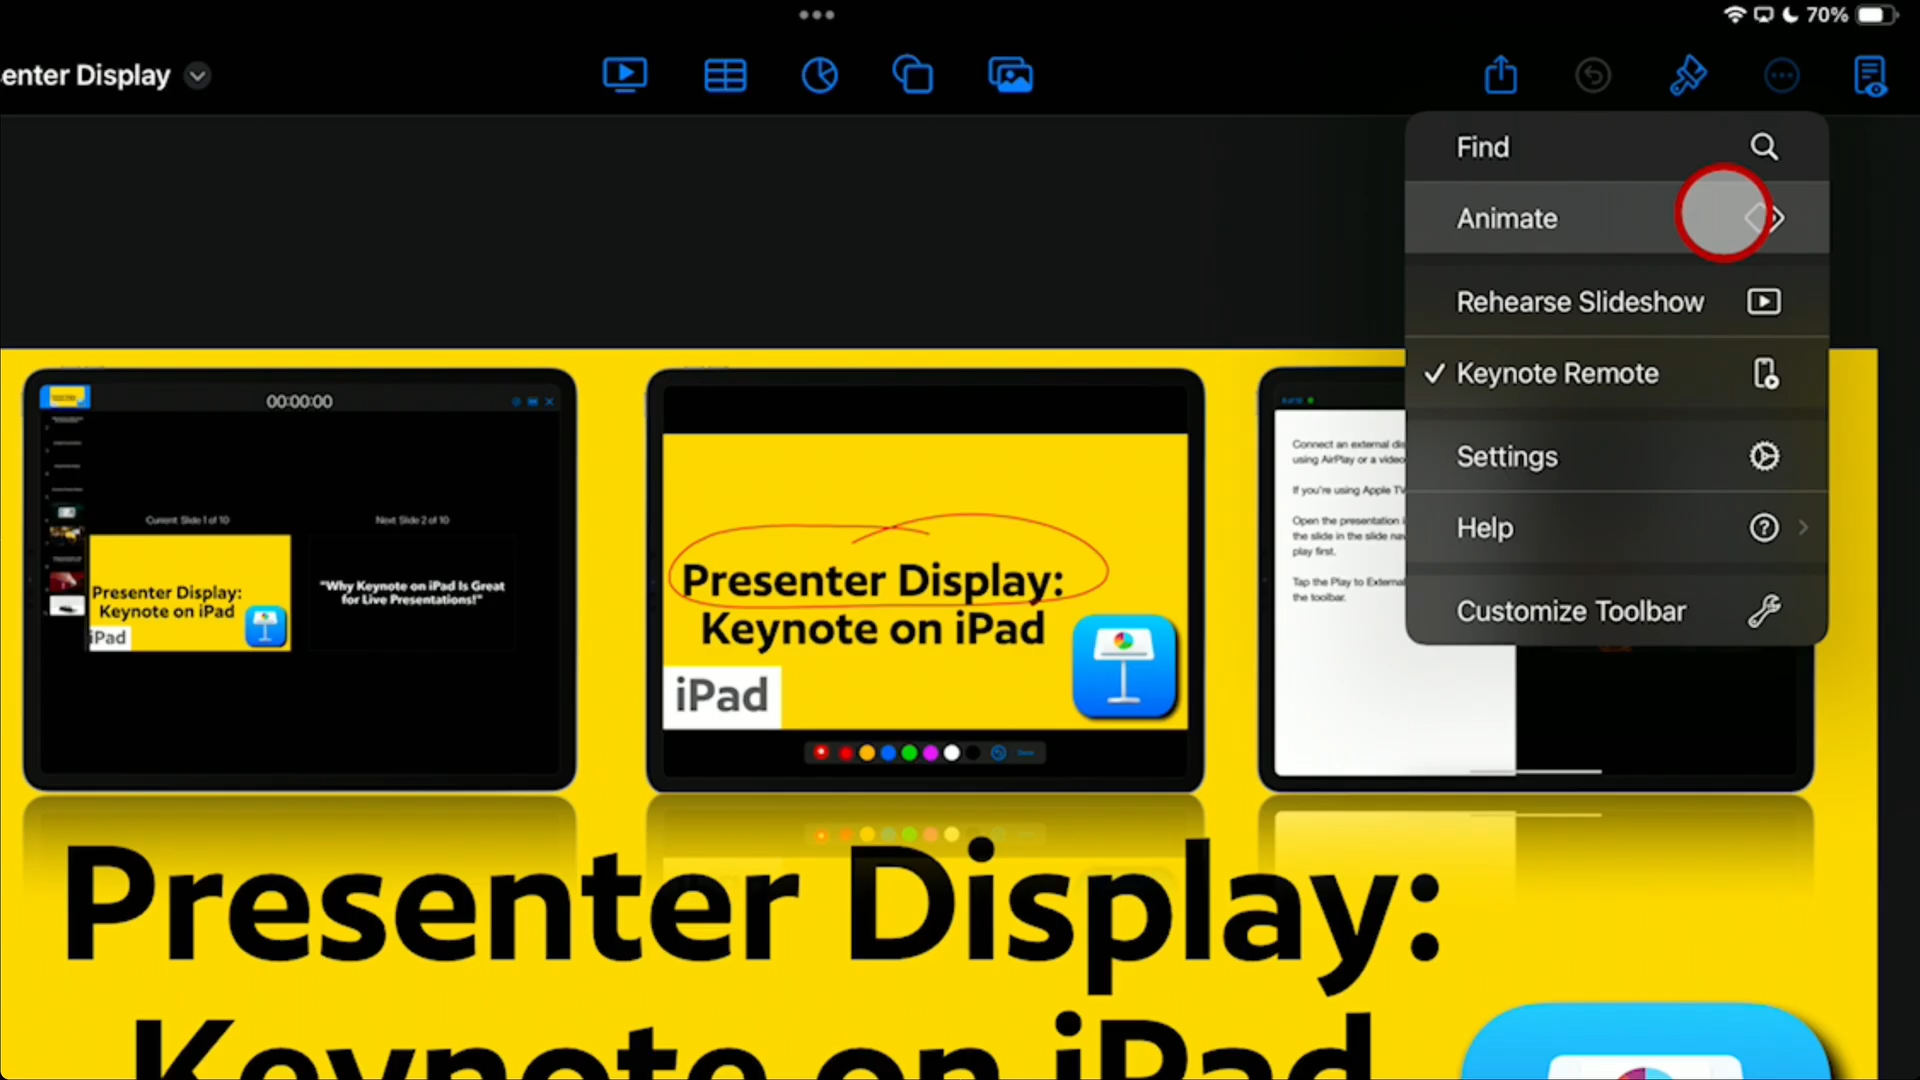 70%
enter Display
Find
Animate
Rehearse Slideshow
Keynote Remote
Settings
Help
Customize Toolbar
00:00:00
Current: Slide 1 of 10
Next: Slide 2 of 10
Presenter Display:
Keynote on iPad
iPad
"Why Keynote on iPad Is Great
for Live Presentations!"
Presenter Display:
Keynote on iPad
iPad
Done
Connect an external dis
using AirPlay or a video
If you're using Apple TV
Open the presentation i
the slide in the slide nav
play first.
Tap the Play to External
the toolbar.
Presenter Display:
Keynote on iPad